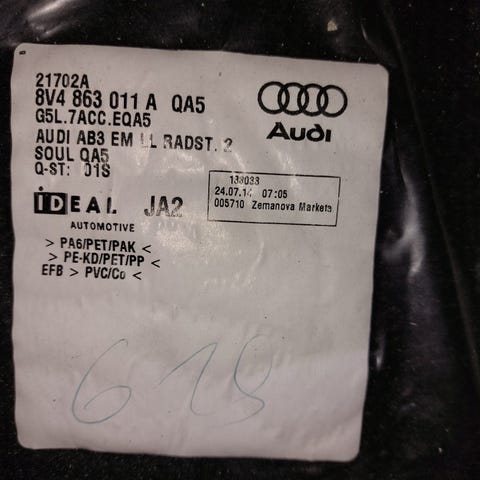 21702A
8V4 863 011 A QA5
G5L.7ACC.EQA5
AUDI AB3 EM LL RADST. 2
SOUL QA5
Q-ST: 01S
Audi
133033
24.07.14 07:05
005710 Zemanova Marketa
iDEAL JA2
AUTOMOTIVE
> PA6/PET/PAK <
> PE-KD/PET/PP <
EFB > PVC/Co <